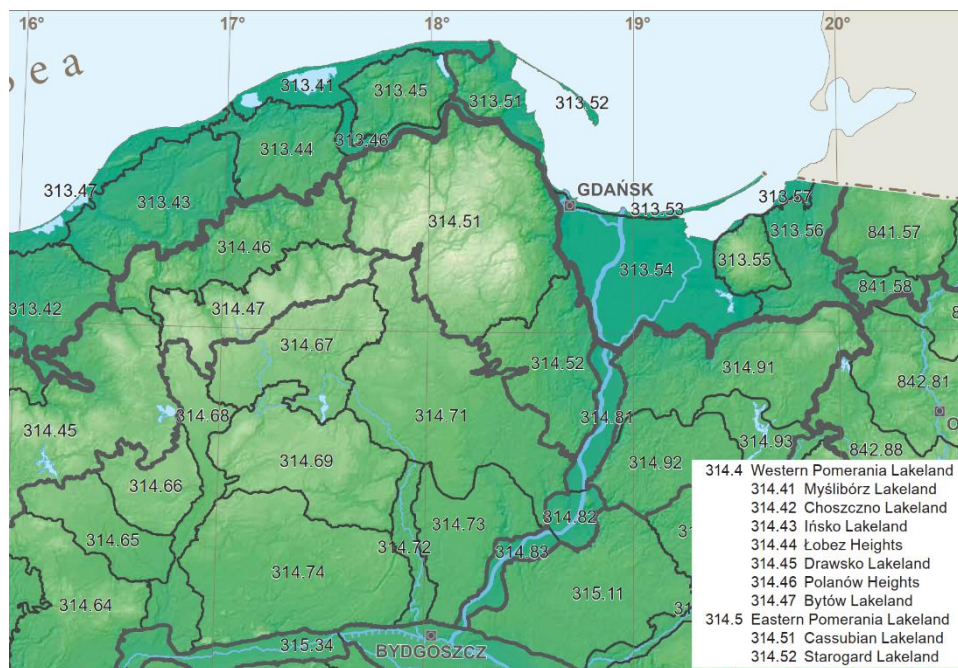 16° 17° 18° 19° 20°
Sea
313.41
313.45
313.51
313.52
313.46
313.44
313.47
313.43
GDAŃSK
313.53
313.57
313.56
841.57
314.51
314.46
313.54
313.55
841.58
313.42
314.47
314.67
314.52
314.91
842.81
314.68
314.71
314.81
314.45
314.93
842.88
314.69
314.92
314.66
314.65
314.73
314.82
314.72
314.83
314.74
315.11
314.64
315.34
BYDGOSZCZ
314.4 Western Pomerania Lakeland
314.41 Myślibórz Lakeland
314.42 Choszczno Lakeland
314.43 Ińsko Lakeland
314.44 Łobez Heights
314.45 Drawsko Lakeland
314.46 Polanów Heights
314.47 Bytów Lakeland
314.5 Eastern Pomerania Lakeland
314.51 Cassubian Lakeland
314.52 Starogard Lakeland